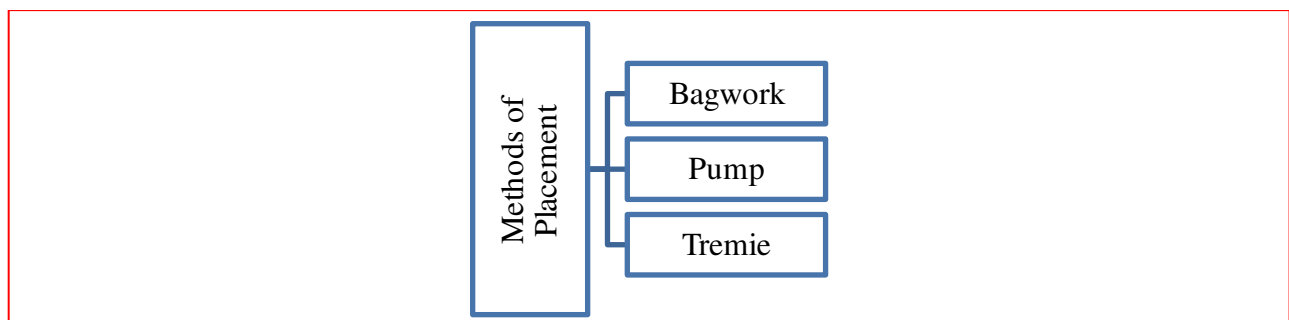 Methods of
Placement
Bagwork
Pump
Tremie